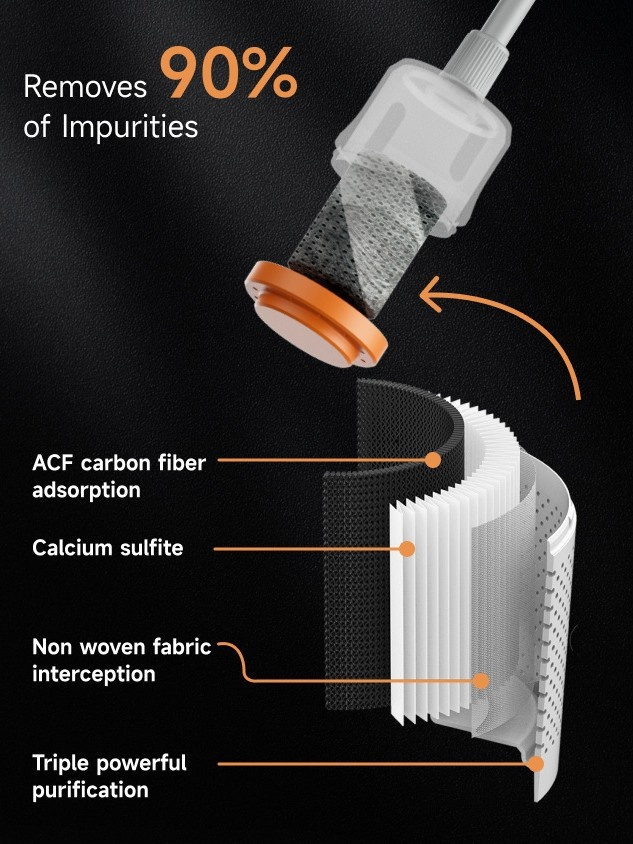 Removes 90%
of Impurities
ACF carbon fiber
adsorption
Calcium sulfite
Non woven fabric
interception
Triple powerful
purification